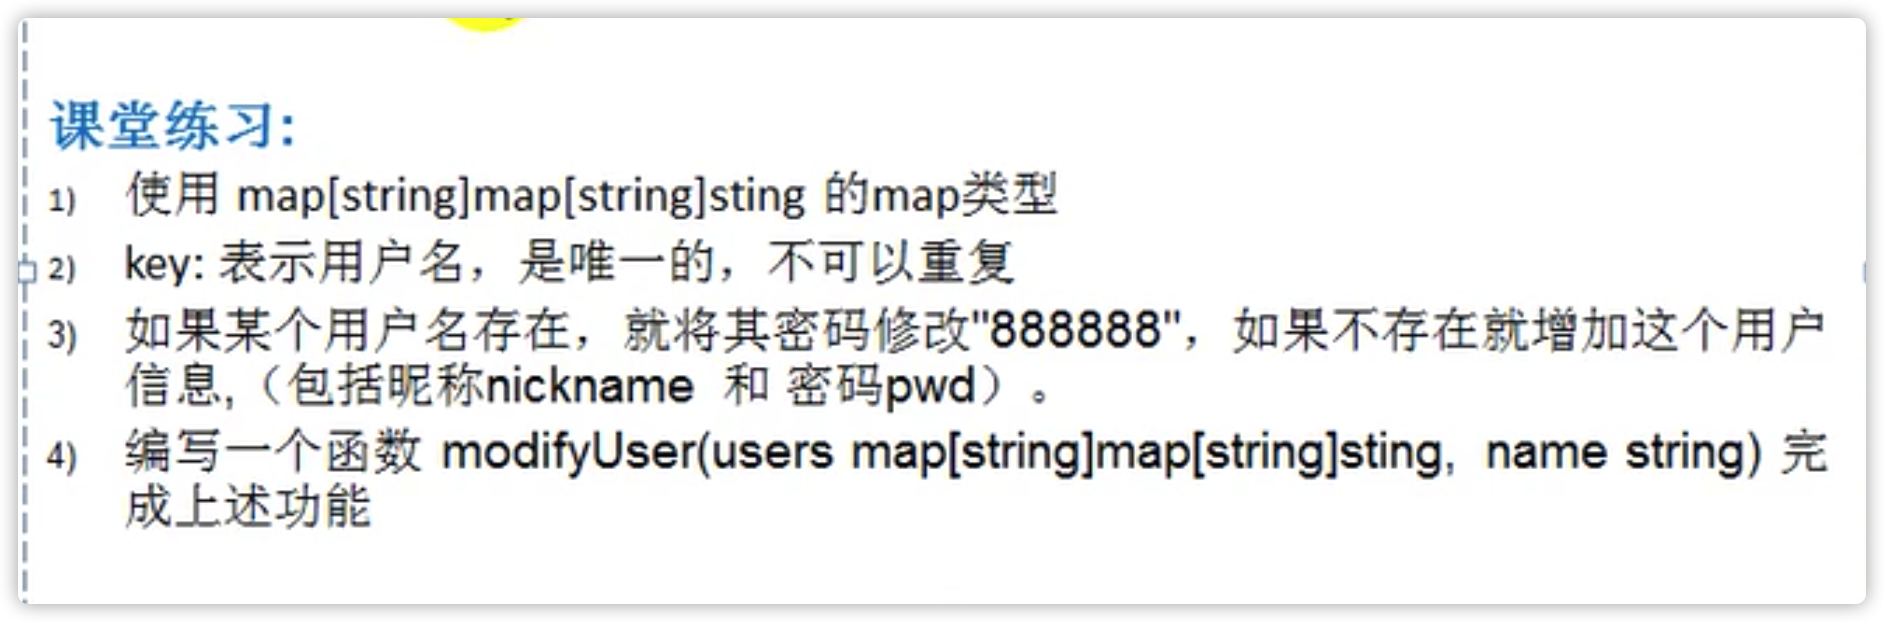 课堂练习:
1) 使用 map[string]map[string]sting 的map类型
2) key: 表示用户名，是唯一的，不可以重复
3) 如果某个用户名存在，就将其密码修改"888888"，如果不存在就增加这个用户
信息,（包括昵称nickname 和 密码pwd）。
4) 编写一个函数 modifyUser(users map[string]map[string]sting, name string) 完
成上述功能